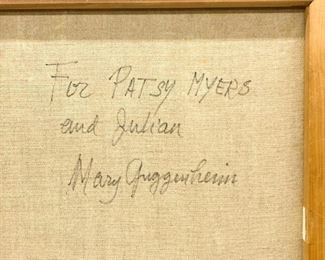 For PATSY MYERS
and Julian
Mary Guggenheim